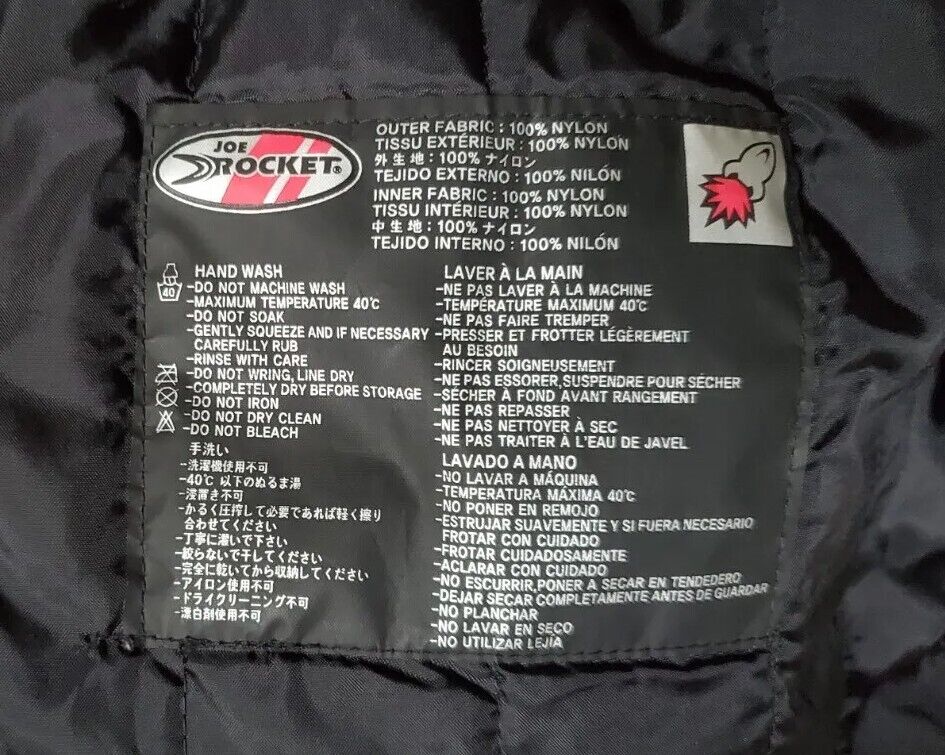 JOE
ROCKET®
OUTER FABRIC : 100% NYLON
TISSU EXTÉRIEUR : 100% NYLON
外 生 地 : 100% ナイロン
TEJIDO EXTERNO : 100% NILÓN
INNER FABRIC : 100% NYLON
TISSU INTÉRIEUR : 100% NYLON
中 生 地 : 100% ナイロン
TEJIDO INTERNO : 100% NILÓN
40
HAND WASH
-DO NOT MACHINE WASH
-MAXIMUM TEMPERATURE 40℃
-DO NOT SOAK
-GENTLY SQUEEZE AND IF NECESSARY
CAREFULLY RUB
-RINSE WITH CARE
-DO NOT WRING, LINE DRY
-COMPLETELY DRY BEFORE STORAGE
-DO NOT IRON
-DO NOT DRY CLEAN
-DO NOT BLEACH
手洗い
-洗濯機使用不可
-40℃ 以下のぬるま湯
-浸置き不可
-かるく圧搾して必要であれば軽く擦り
合わせてください
-丁寧に濯いで下さい
-絞らないで干してください
-完全に乾いてから収納してください
-アイロン使用不可
-ドライクリーニング不可
-漂白剤使用不可
LAVER À LA MAIN
-NE PAS LAVER À LA MACHINE
-TEMPÉRATURE MAXIMUM 40℃
-NE PAS FAIRE TREMPER
-PRESSER ET FROTTER LÉGÈREMENT
AU BESOIN
-RINCER SOIGNEUSEMENT
-NE PAS ESSORER,SUSPENDRE POUR SÉCHER
-SÉCHER À FOND AVANT RANGEMENT
-NE PAS REPASSER
-NE PAS NETTOYER À SEC
-NE PAS TRAITER À L'EAU DE JAVEL
LAVADO A MANO
-NO LAVAR A MÁQUINA
-TEMPERATURA MÁXIMA 40℃
-NO PONER EN REMOJO
-ESTRUJAR SUAVEMENTE Y SI FUERA NECESARIO
FROTAR CON CUIDADO
-FROTAR CUIDADOSAMENTE
-ACLARAR CON CUIDADO
-NO ESCURRIR,PONER A SECAR EN TENDEDERO
-DEJAR SECAR COMPLETAMENTE ANTES DE GUARDAR
-NO PLANCHAR
-NO LAVAR EN SECO
-NO UTILIZAR LEJÍA